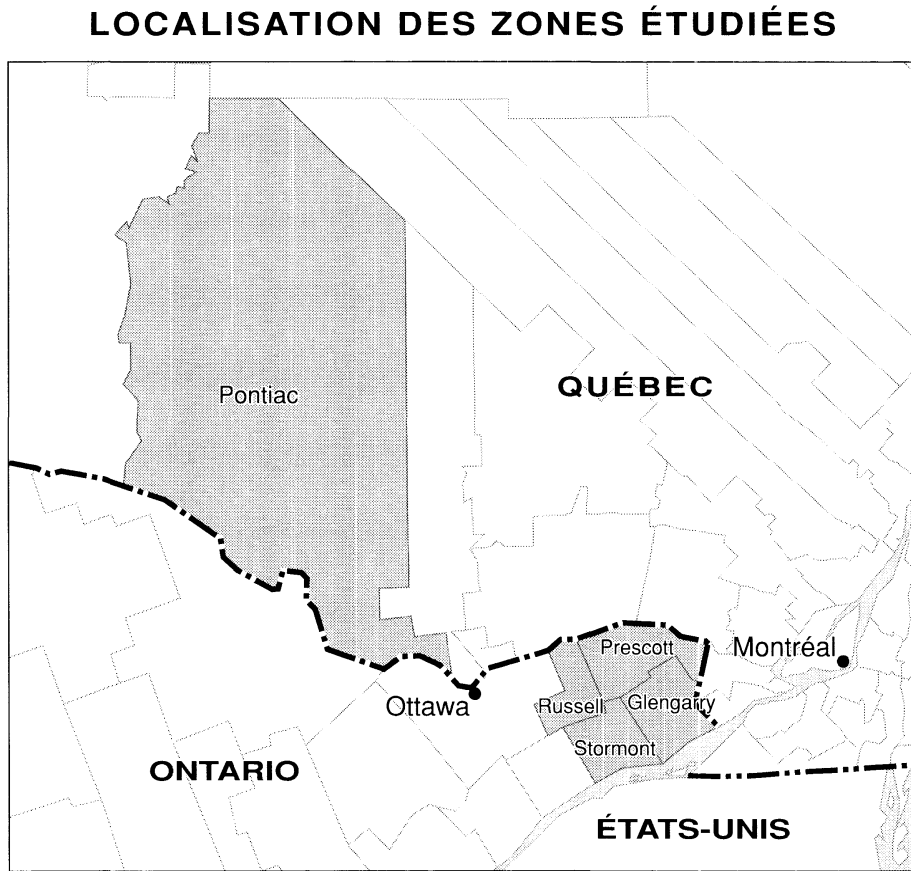 LOCALISATION DES ZONES ÉTUDIÉES
Pontiac
QUÉBEC
Prescott
Montréal
Ottawa
Russell
Glengarry
Stormont
ONTARIO
ÉTATS-UNIS